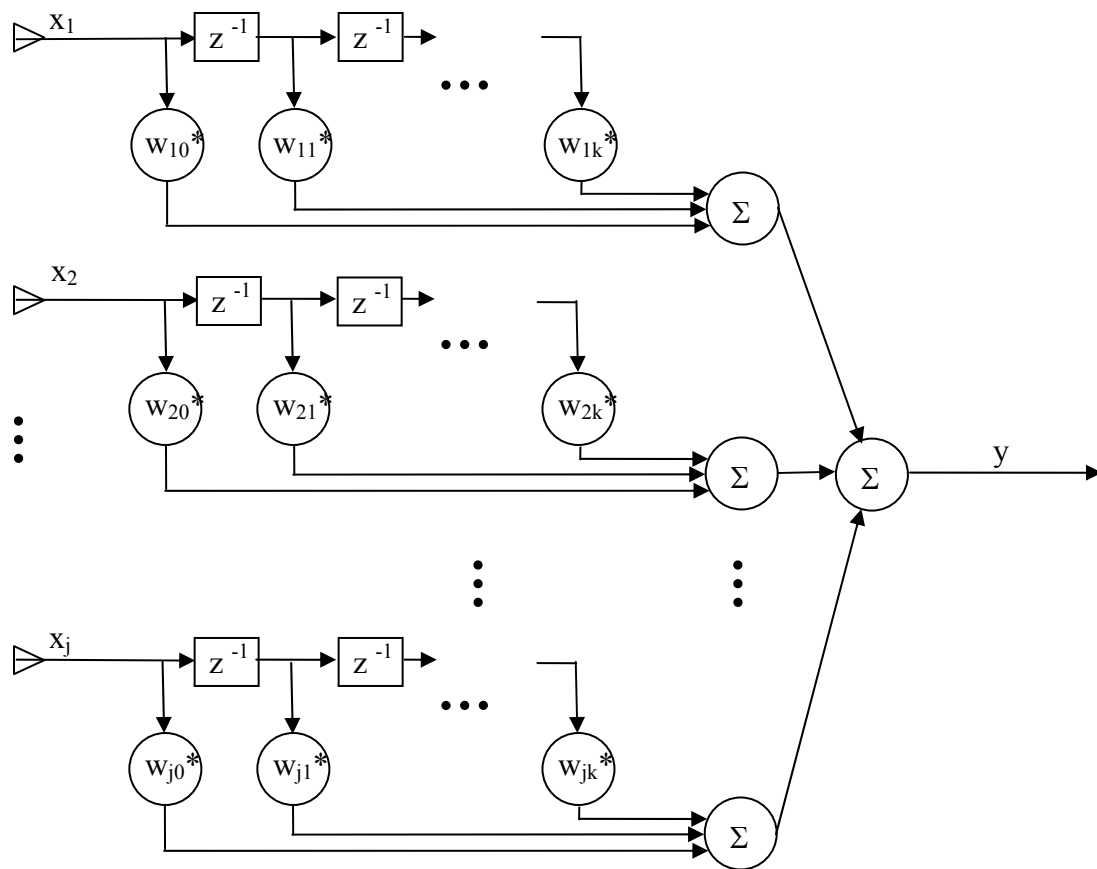 x₁ z⁻¹ z⁻¹
...
w₁₀* w₁₁* w₁ₖ*
Σ
x₂ z⁻¹ z⁻¹
...
w₂₀* w₂₁* w₂ₖ*
Σ Σ y
xⱼ z⁻¹ z⁻¹
...
wⱼ₀* wⱼ₁* wⱼₖ*
Σ